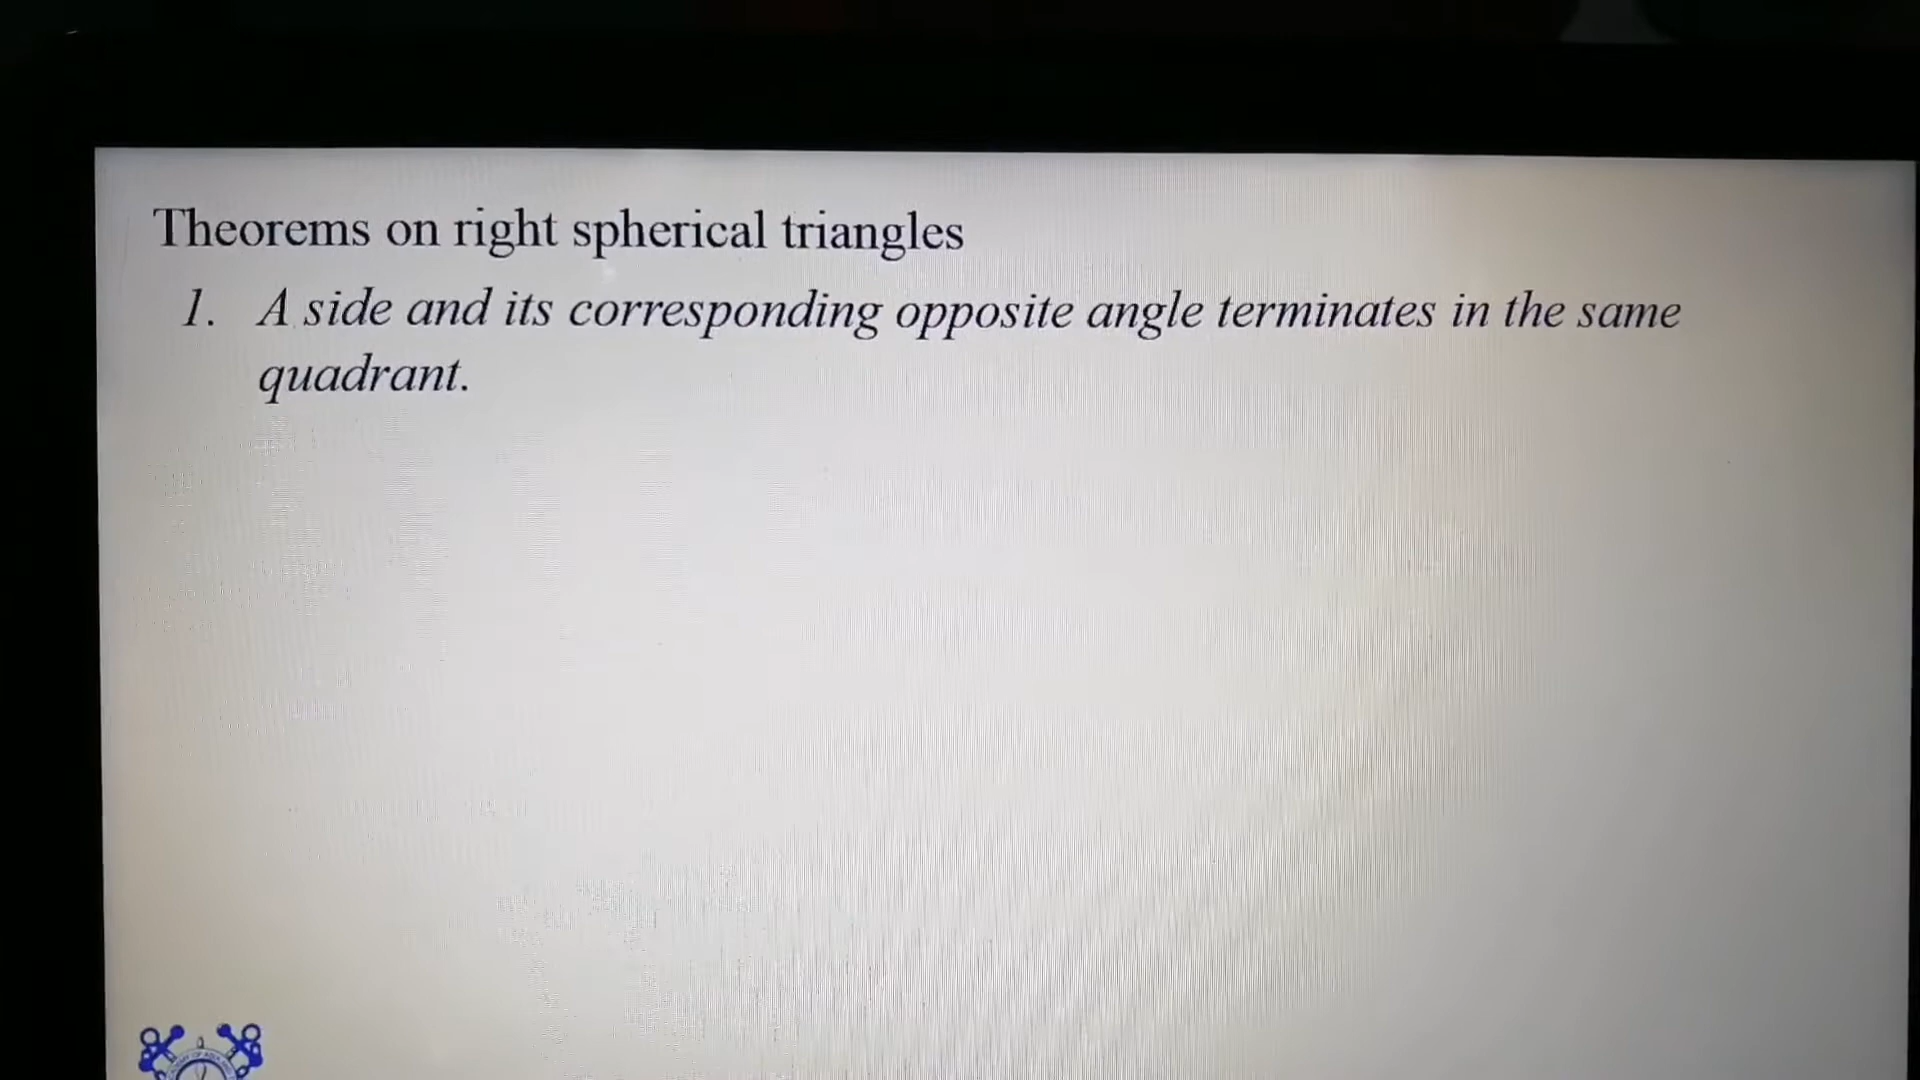 Theorems on right spherical triangles
1. A side and its corresponding opposite angle terminates in the same
quadrant.